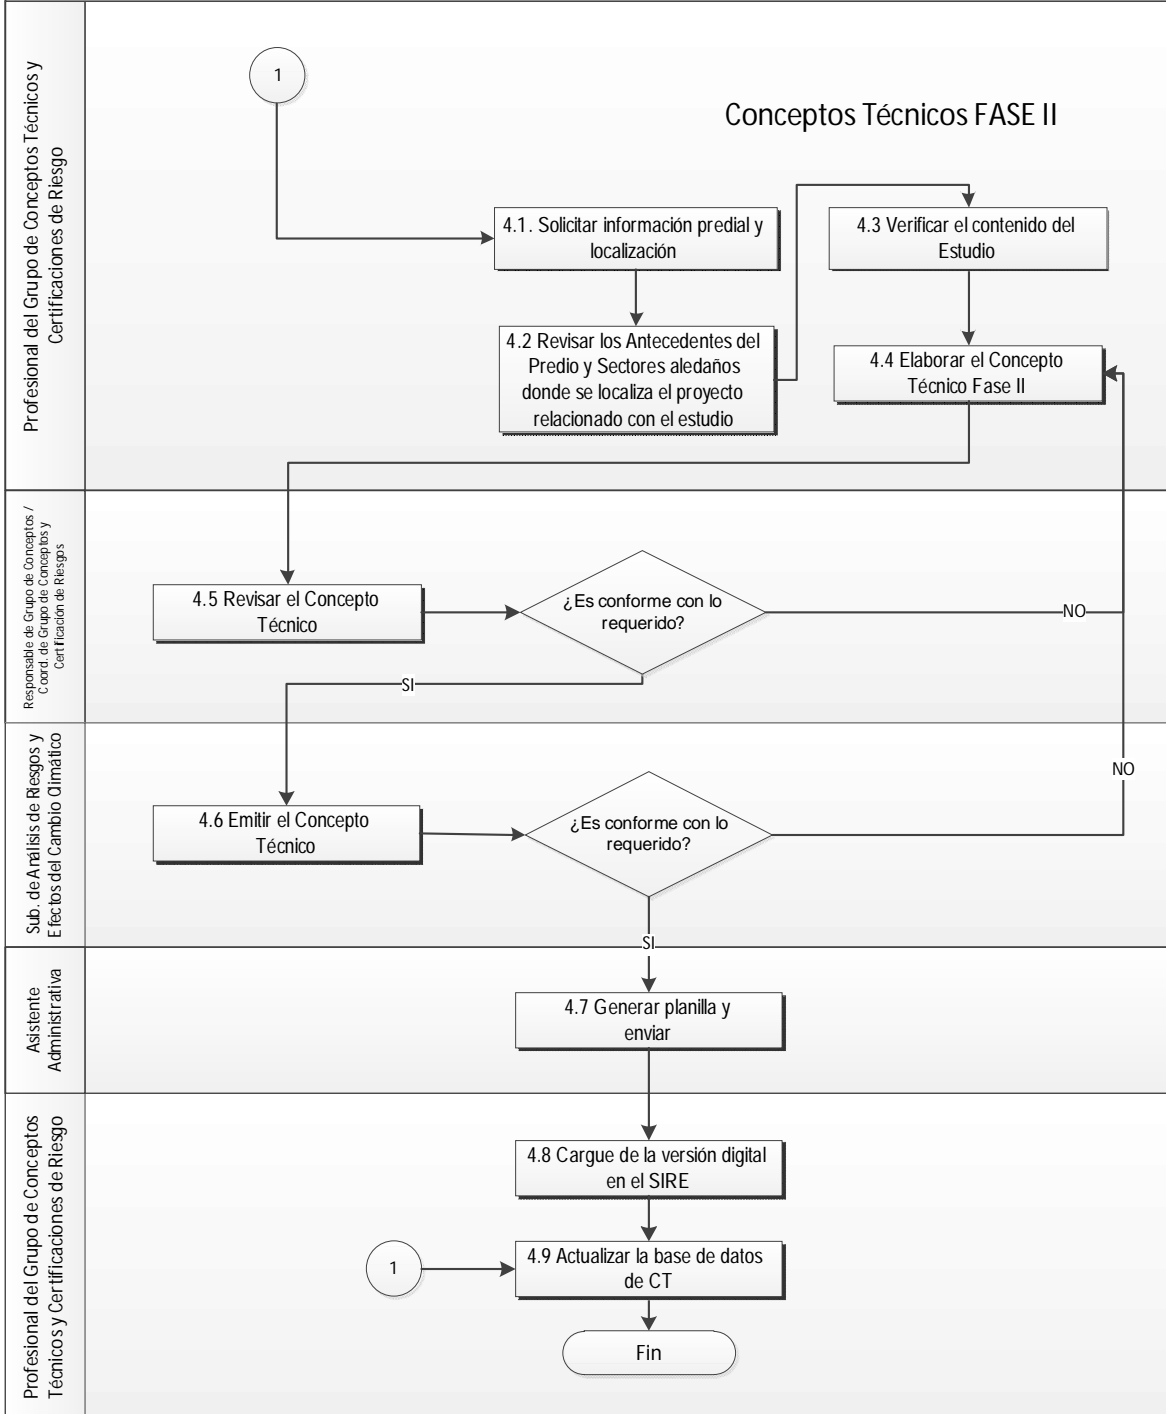 Profesional del Grupo de Conceptos Técnicos y
Certificaciones de Riesgo
1
Conceptos Técnicos FASE II
4.1. Solicitar información predial y
localización
4.3 Verificar el contenido del
Estudio
4.2 Revisar los Antecedentes del
Predio y Sectores aledaños
donde se localiza el proyecto
relacionado con el estudio
4.4 Elaborar el Concepto
Técnico Fase II
Responsable de Grupo de Conceptos /
Coord. de Grupo de Conceptos y
Certificación de Riesgos
4.5 Revisar el Concepto
Técnico
¿Es conforme con lo
requerido?
NO
SI
Sub. de Análisis de Riesgos y
Efectos del Cambio Climático
4.6 Emitir el Concepto
Técnico
¿Es conforme con lo
requerido?
NO
SI
Asistente
Administrativa
4.7 Generar planilla y
enviar
Profesional del Grupo de Conceptos
Técnicos y Certificaciones de Riesgo
4.8 Cargue de la versión digital
en el SIRE
1
4.9 Actualizar la base de datos
de CT
Fin